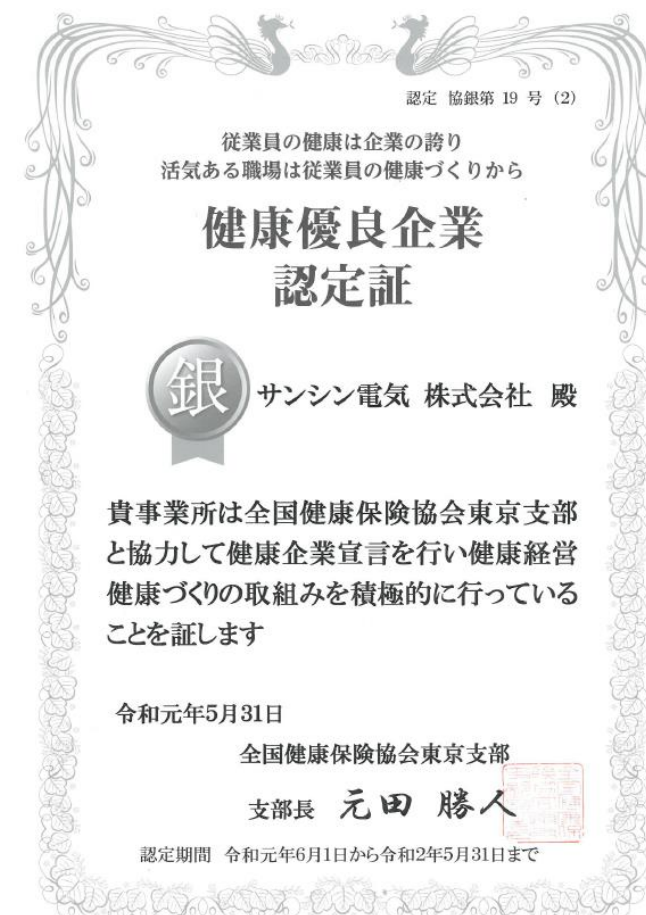 認定 協銀第 19 号 (2)
従業員の健康は企業の誇り
活気ある職場は従業員の健康づくりから
健康優良企業
認定証
銀
サンシン電気 株式会社 殿
貴事業所は全国健康保険協会東京支部
と協力して健康企業宣言を行い健康経営
健康づくりの取組みを積極的に行っている
ことを証します
令和元年5月31日
全国健康保険協会東京支部
支部長 元田 勝人
認定期間 令和元年6月1日から令和2年5月31日まで